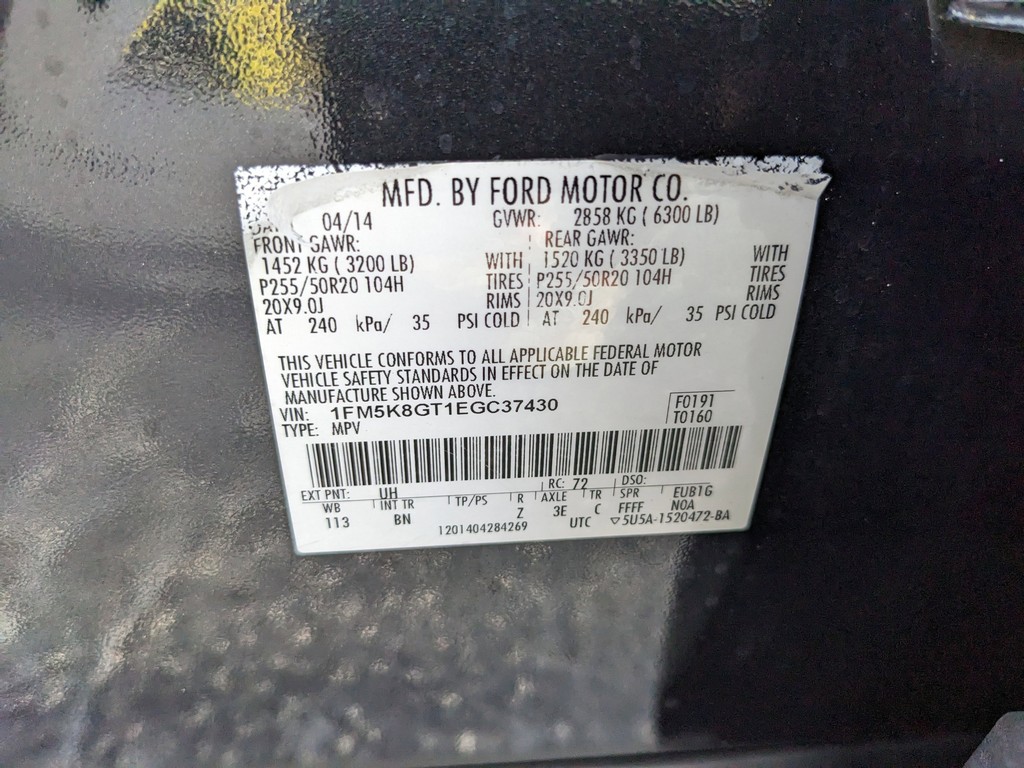 MFD. BY FORD MOTOR CO.
04/14 GVWR: 2858 KG ( 6300 LB)
FRONT GAWR: REAR GAWR:
1452 KG ( 3200 LB) WITH 1520 KG ( 3350 LB) WITH
P255/50R20 104H TIRES P255/50R20 104H TIRES
20X9.0J RIMS 20X9.0J RIMS
AT 240 kPa/ 35 PSI COLD AT 240 kPa/ 35 PSI COLD
THIS VEHICLE CONFORMS TO ALL APPLICABLE FEDERAL MOTOR
VEHICLE SAFETY STANDARDS IN EFFECT ON THE DATE OF
MANUFACTURE SHOWN ABOVE.
VIN: 1FM5K8GT1EGC37430 F0191
TYPE: MPV T0160
EXT PNT: UH RC: 72 DSO:
WB INT TR TP/PS R AXLE TR SPR EUB1G
113 BN Z 3E C FFFF NOA
1201404284269 UTC ▽5U5A-1520472-BA